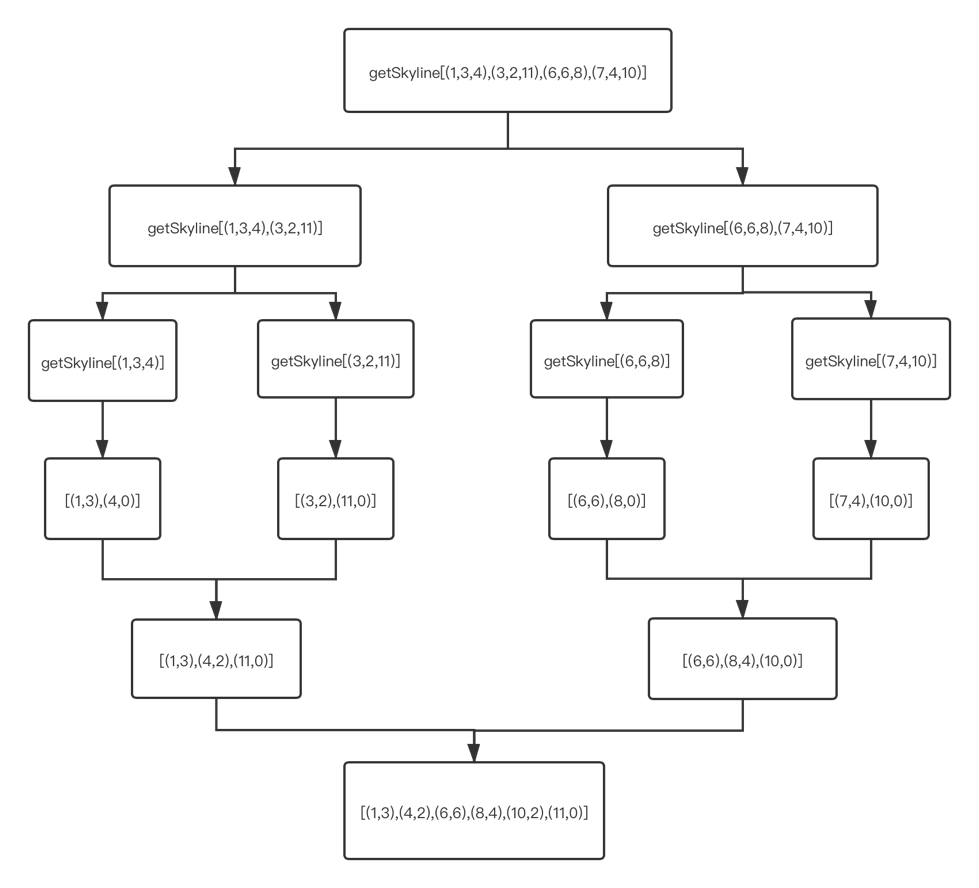 getSkyline[(1,3,4),(3,2,11),(6,6,8),(7,4,10)]
getSkyline[(1,3,4),(3,2,11)]
getSkyline[(6,6,8),(7,4,10)]
getSkyline[(1,3,4)]
getSkyline[(3,2,11)]
getSkyline[(6,6,8)]
getSkyline[(7,4,10)]
[(1,3),(4,0)]
[(3,2),(11,0)]
[(6,6),(8,0)]
[(7,4),(10,0)]
[(1,3),(4,2),(11,0)]
[(6,6),(8,4),(10,0)]
[(1,3),(4,2),(6,6),(8,4),(10,2),(11,0)]